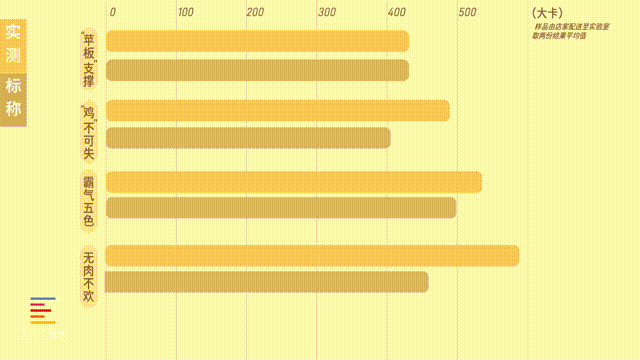 0 100 200 300 400 500 (大卡)
样品由店家配送至实验室
取两份结果平均值
实测
标称
“苹板”支撑
“鸡”不可失
霸气五色
无肉不欢